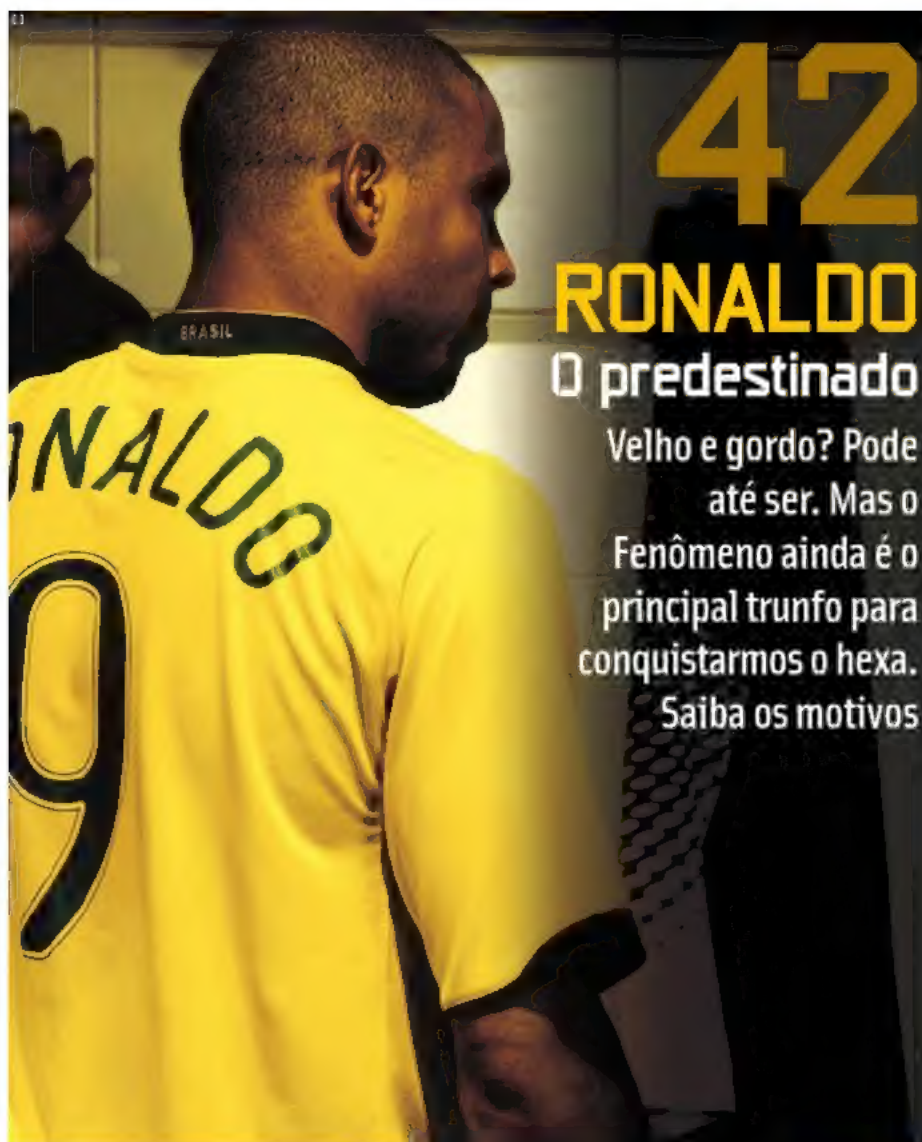 42
RONALDO
O predestinado
Velho e gordo? Pode
até ser. Mas o
Fenômeno ainda é o
principal trunfo para
conquistarmos o hexa.
Saiba os motivos
BRASIL
ONALDO
9